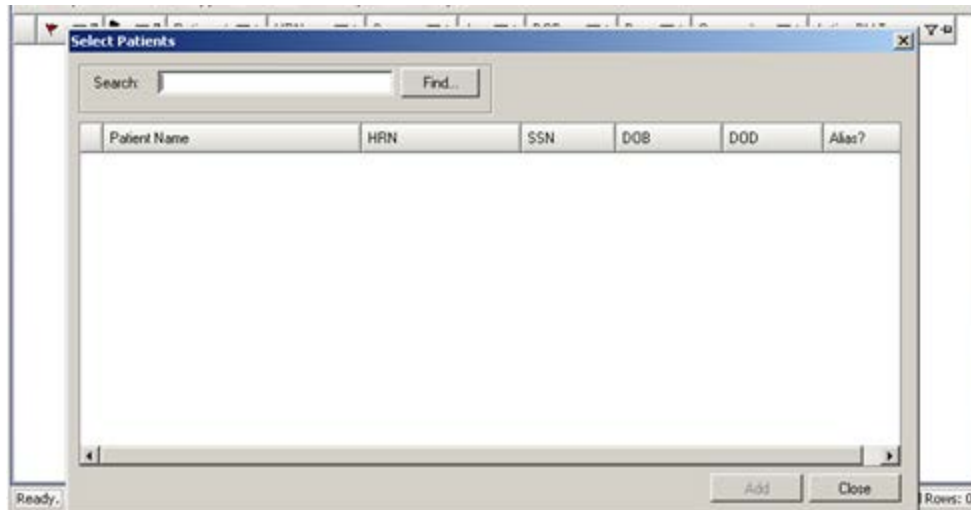 Select Patients
Search:
Find...
Patient Name HRN SSN DOB DOD Alias?
Add Close
Ready. Rows: 0